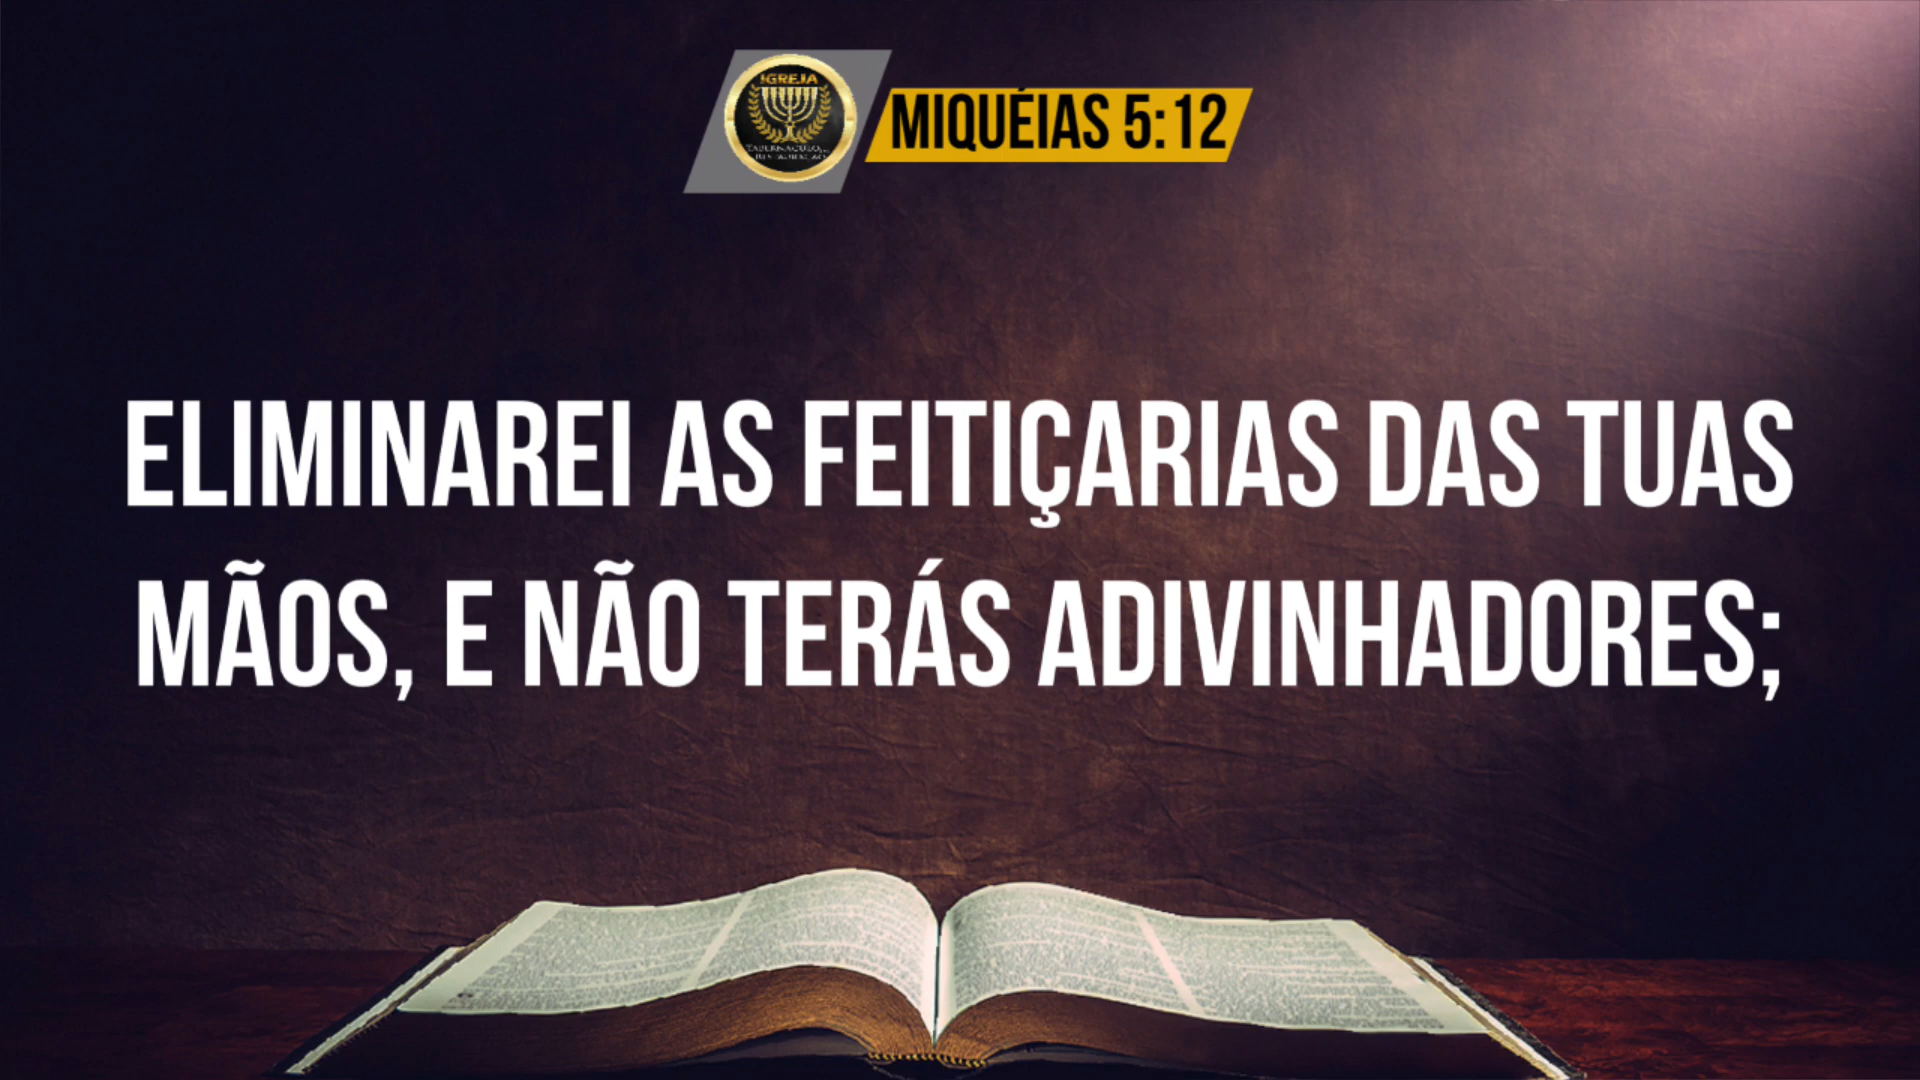 IGREJA
MIQUÉIAS 5:12
ELIMINAREI AS FEITIÇARIAS DAS TUAS
MÃOS, E NÃO TERÁS ADIVINHADORES;